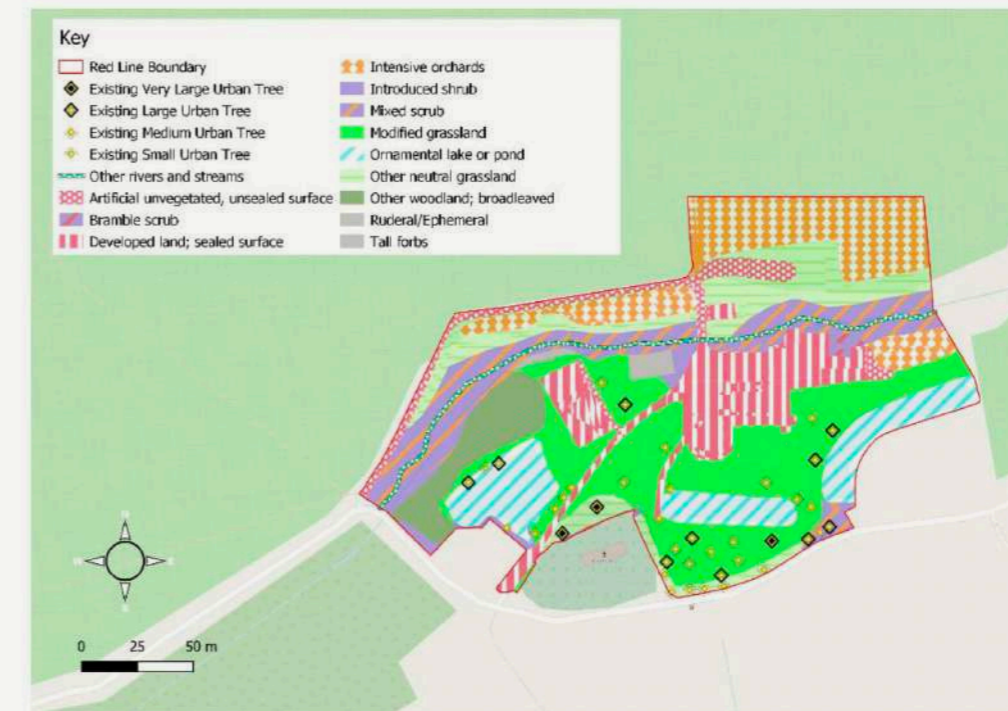 Key
Red Line Boundary
Existing Very Large Urban Tree
Existing Large Urban Tree
Existing Medium Urban Tree
Existing Small Urban Tree
Other rivers and streams
Artificial unvegetated, unsealed surface
Bramble scrub
Developed land; sealed surface
Intensive orchards
Introduced shrub
Mixed scrub
Modified grassland
Ornamental lake or pond
Other neutral grassland
Other woodland; broadleaved
Ruderal/Ephemeral
Tall forbs
N
W
E
S
0 25 50 m